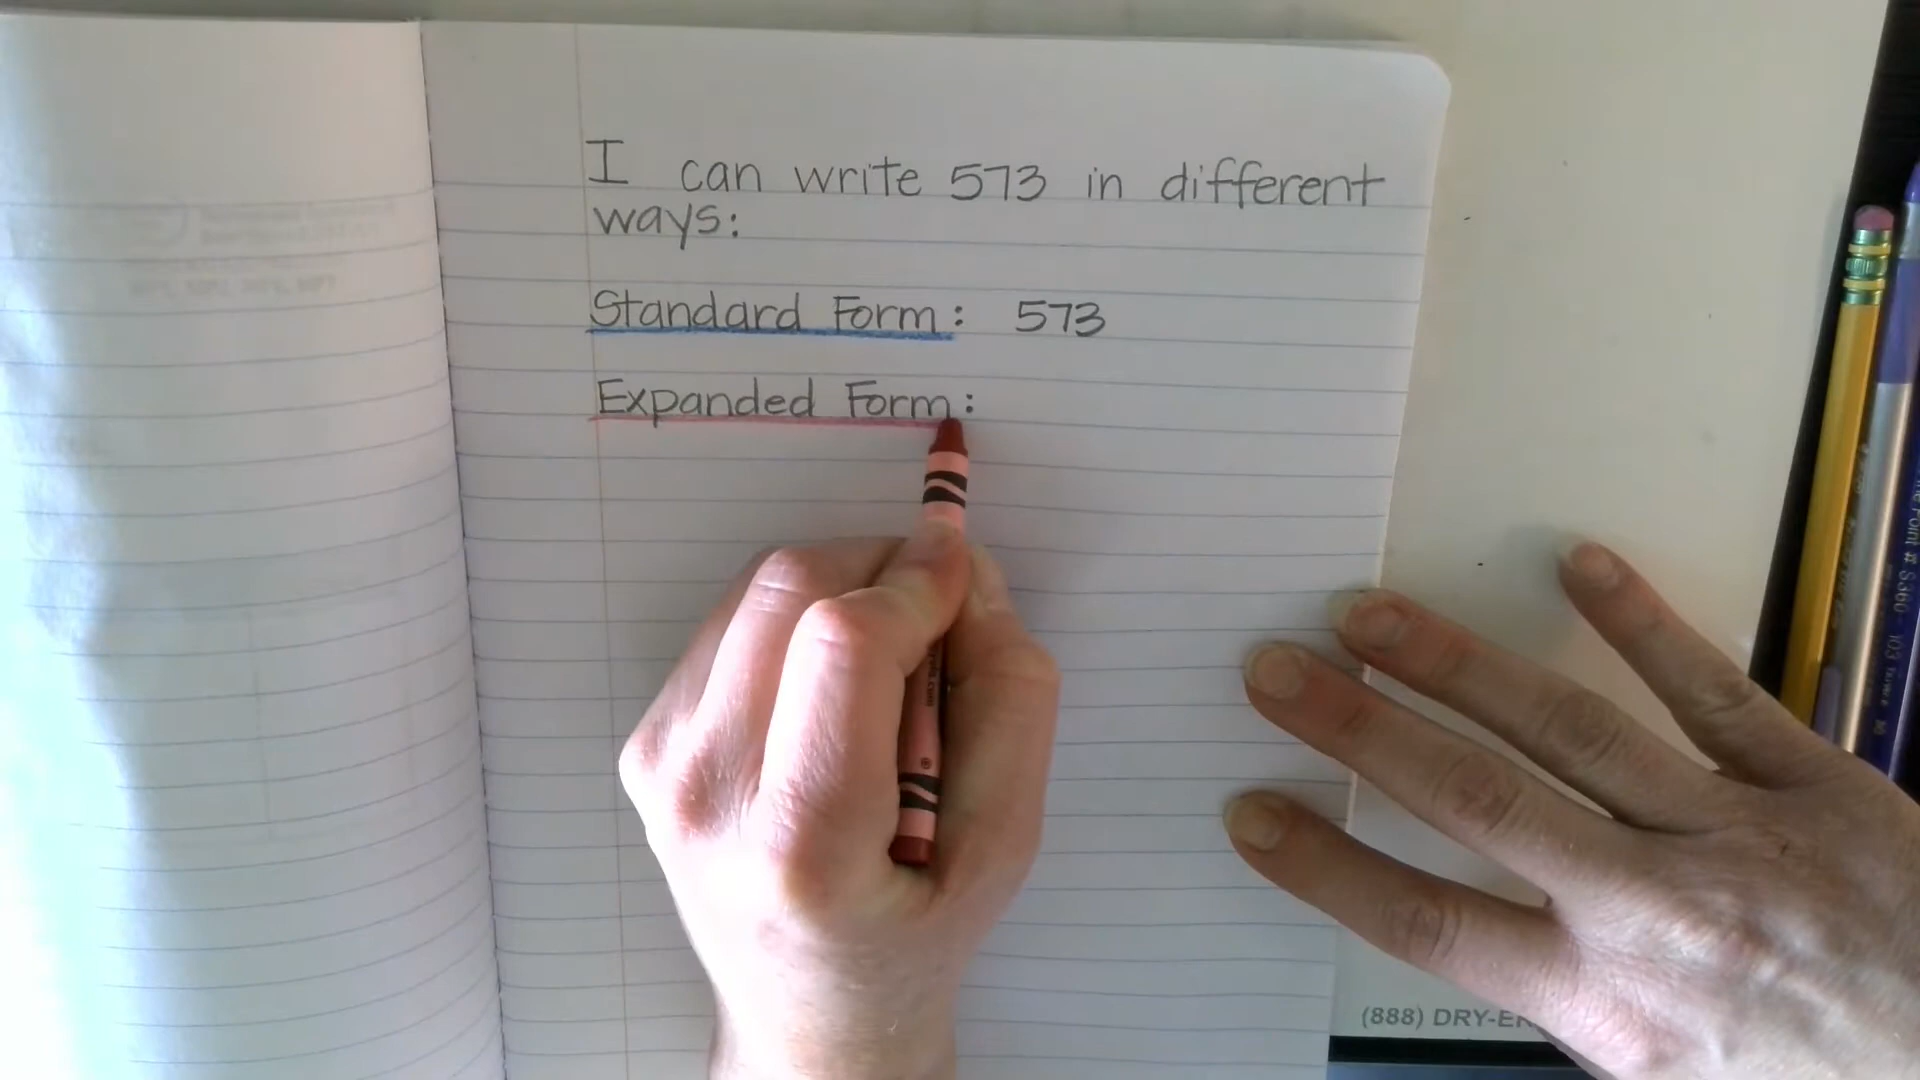 I can write 573 in different
ways:
Standard Form: 573
Expanded Form:
(888) DRY-ER